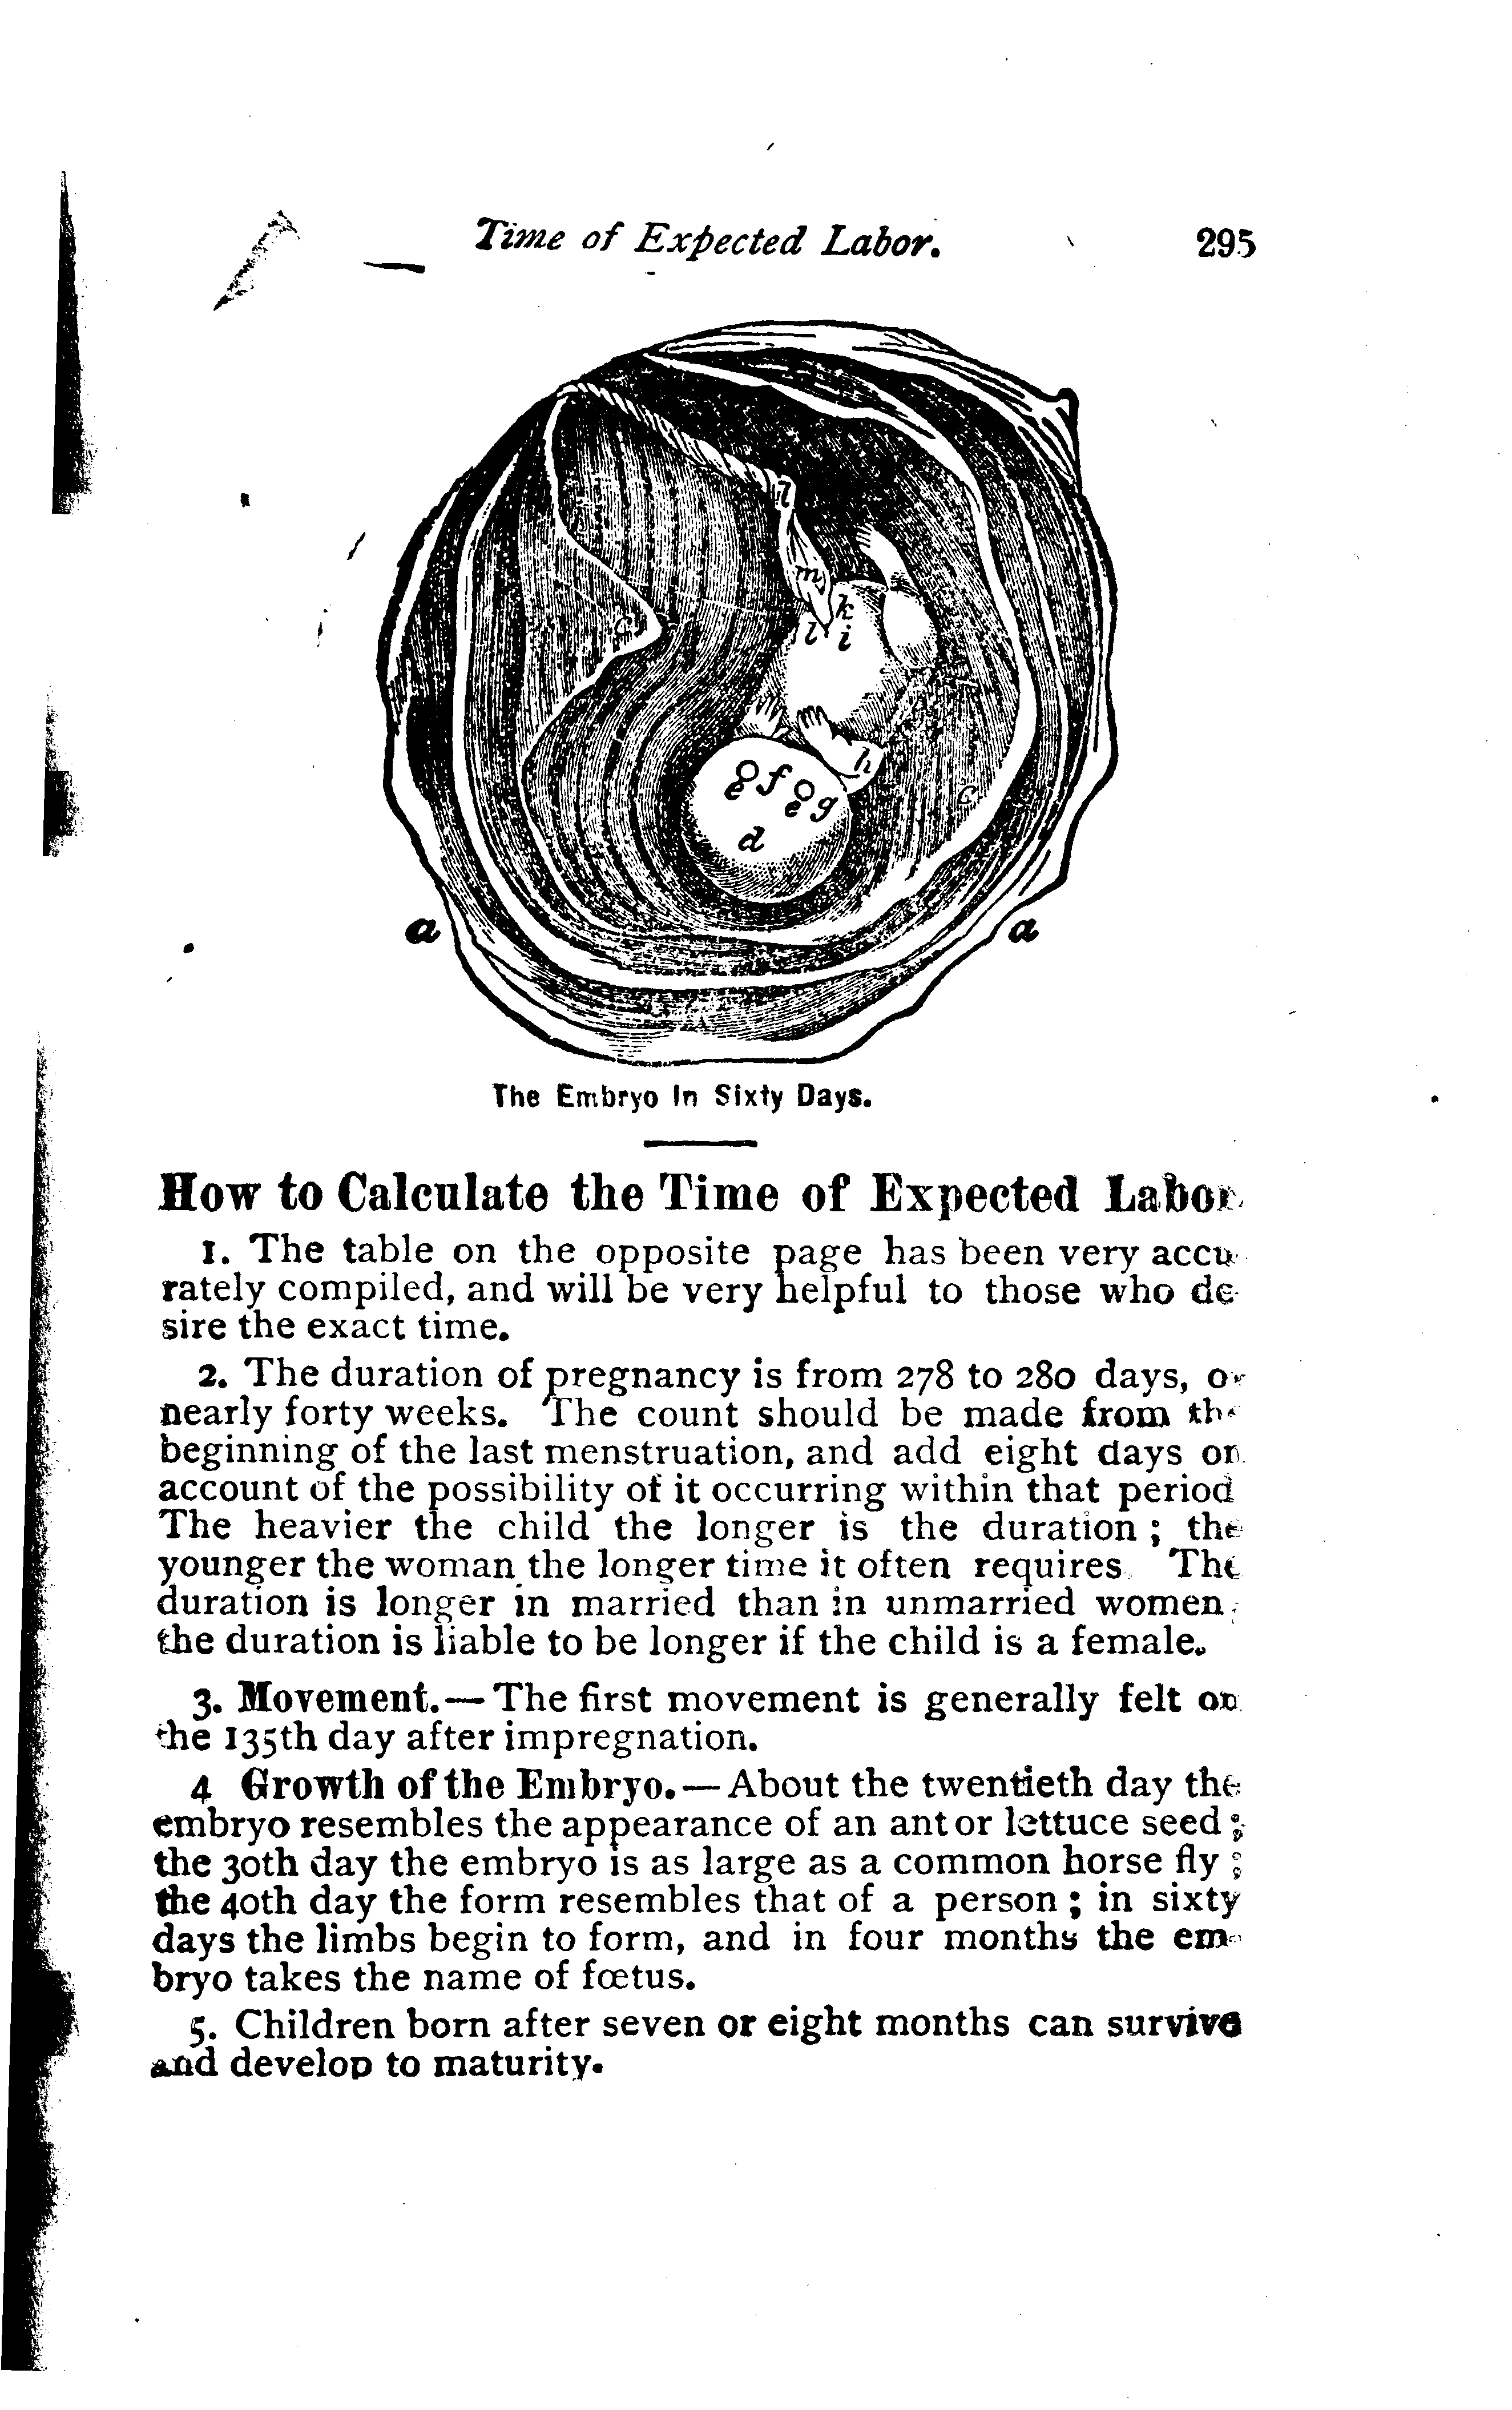 Time of Expected Labor. 295
l
m
k
l i
c
h
g f g
e e g
c
d
a a
The Embryo In Sixty Days.
How to Calculate the Time of Expected Labor
1. The table on the opposite page has been very accu
rately compiled, and will be very helpful to those who de-
sire the exact time.
2. The duration of pregnancy is from 278 to 280 days, or
nearly forty weeks. The count should be made from the
beginning of the last menstruation, and add eight days on
account of the possibility of it occurring within that period
The heavier the child the longer is the duration; the
younger the woman the longer time it often requires. The
duration is longer in married than in unmarried women;
the duration is liable to be longer if the child is a female.
3. Movement.—The first movement is generally felt on
the 135th day after impregnation.
4 Growth of the Embryo.—About the twentieth day the
embryo resembles the appearance of an ant or lettuce seed;
the 30th day the embryo is as large as a common horse fly;
the 40th day the form resembles that of a person; in sixty
days the limbs begin to form, and in four months the em-
bryo takes the name of fœtus.
5. Children born after seven or eight months can survive
and develop to maturity.